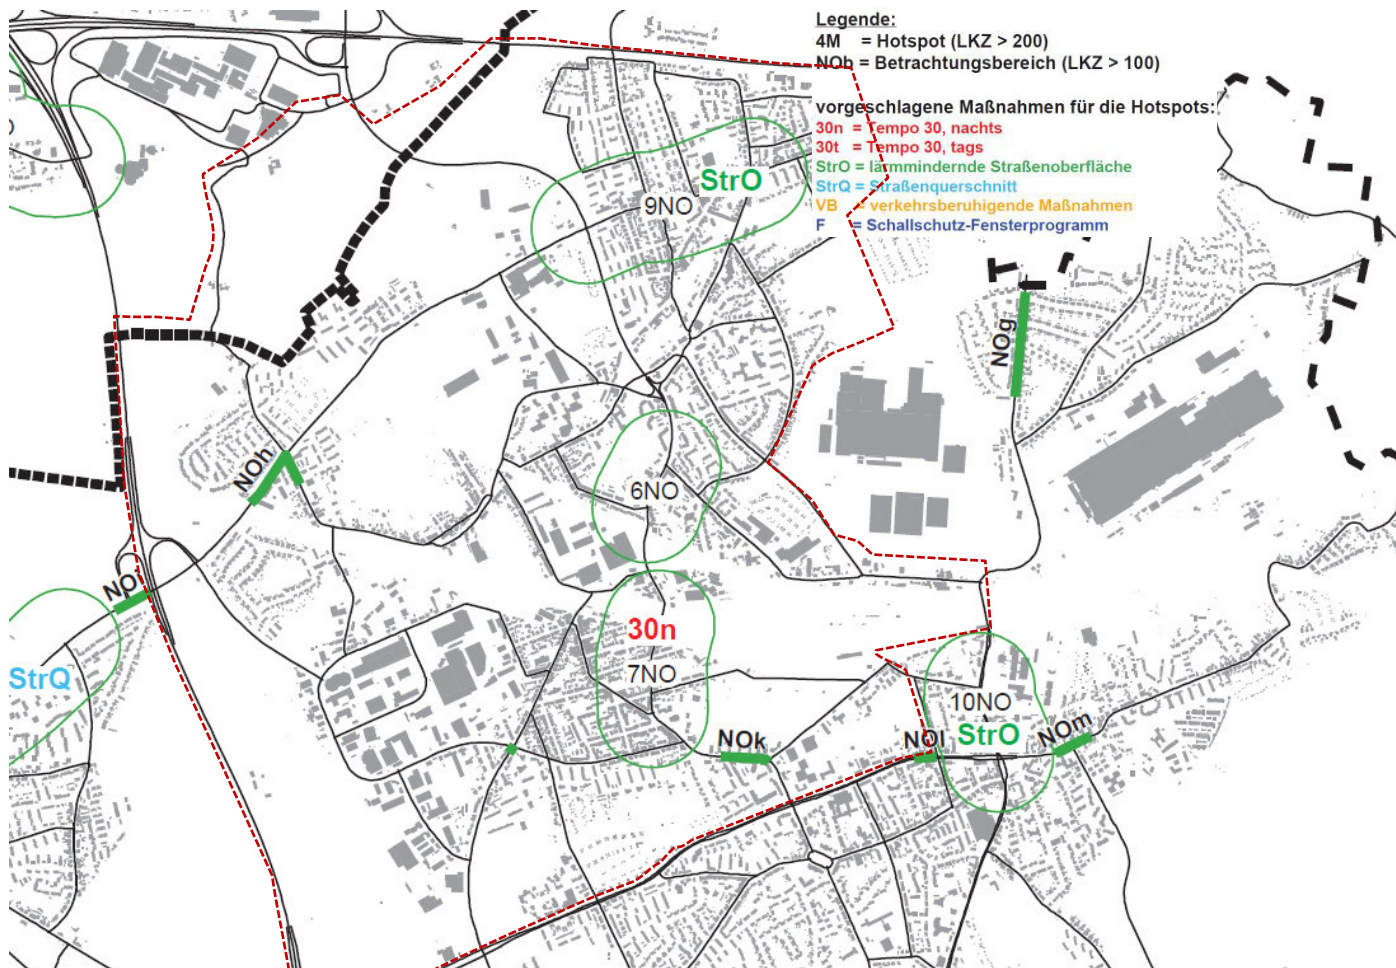 Legende:
4M = Hotspot (LKZ > 200)
NOb = Betrachtungsbereich (LKZ > 100)
vorgeschlagene Maßnahmen für die Hotspots:
30n = Tempo 30, nachts
30t = Tempo 30, tags
StrO = lärmmindernde Straßenoberfläche
StrQ = Straßenquerschnitt
VB = verkehrsberuhigende Maßnahmen
F = Schallschutz-Fensterprogramm
StrO
9NO
NOg
NOh
6NO
30n
7NO
StrQ
10NO
StrO
NOk
NOl
NOm